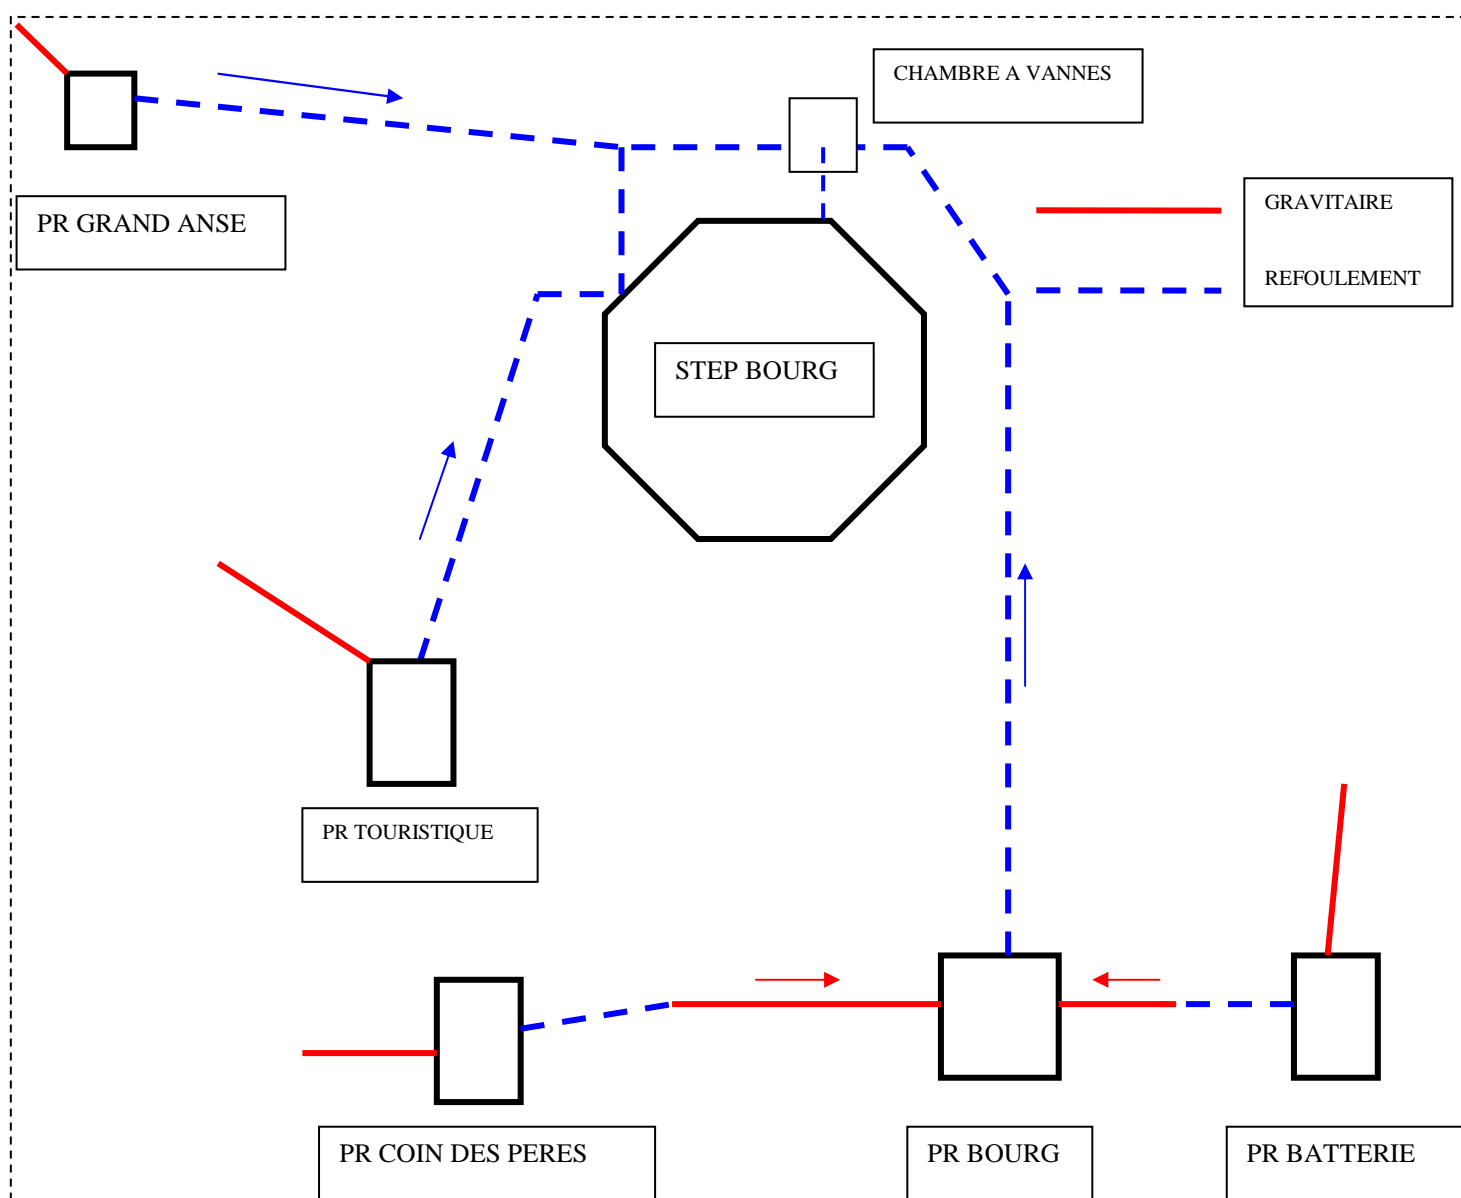 CHAMBRE A VANNES
PR GRAND ANSE
GRAVITAIRE
REFOULEMENT
STEP BOURG
PR TOURISTIQUE
PR COIN DES PERES
PR BOURG
PR BATTERIE